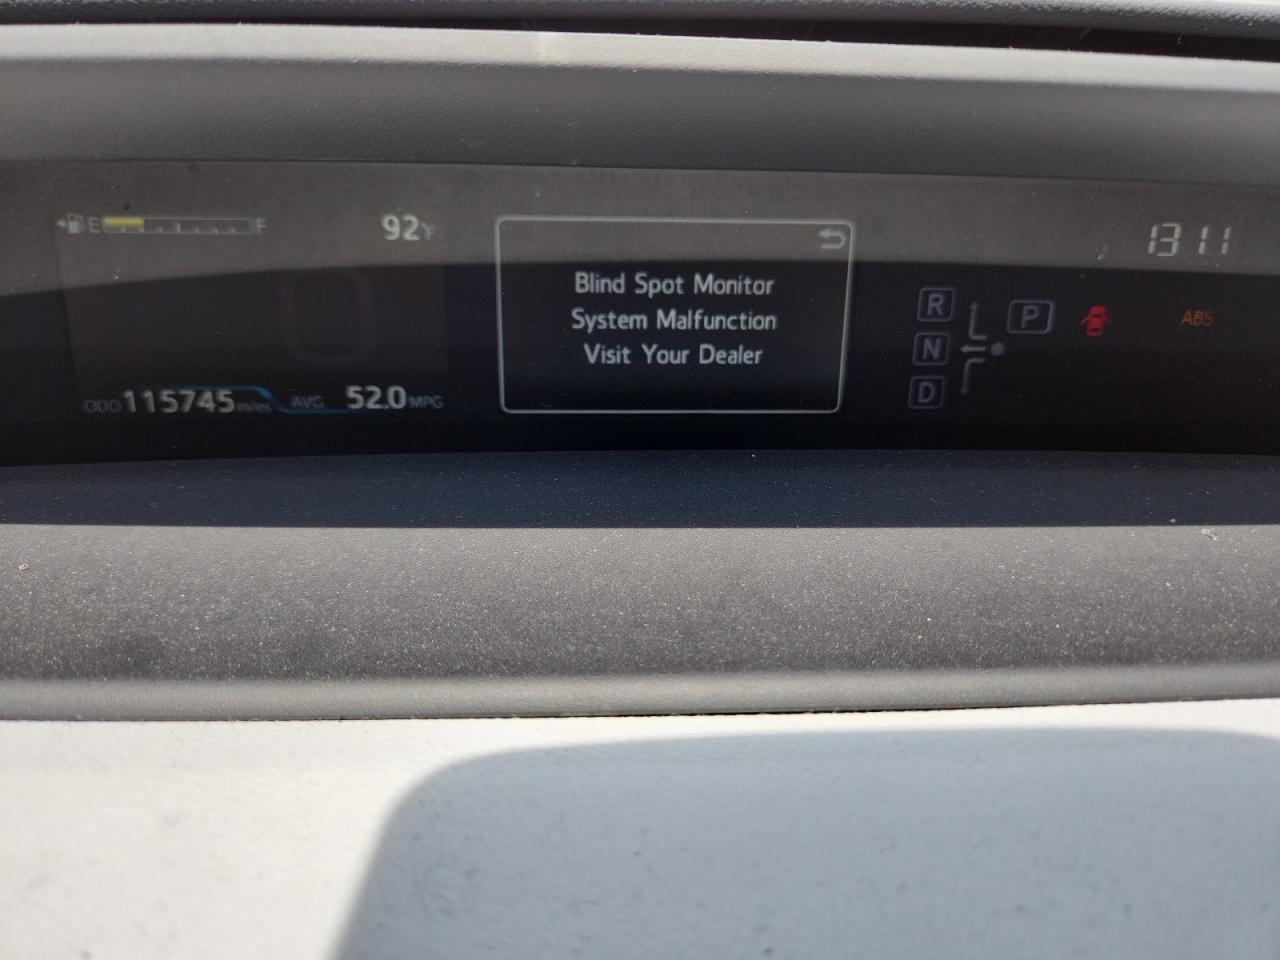 E F
92°F
Blind Spot Monitor
System Malfunction
Visit Your Dealer
ODO 115745 miles
AVG 52.0 MPG
R
N
D
P
ABS
13 11